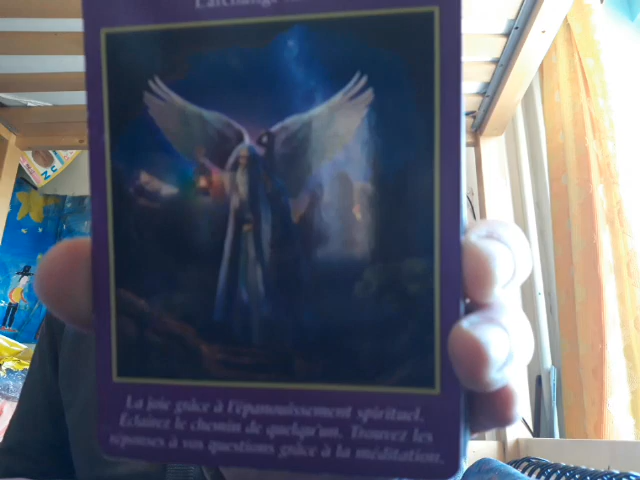 L'archange
La joie grâce à l'épanouissement spirituel.
Éclairez le chemin de quelqu'un. Trouvez les
réponses à vos questions grâce à la méditation.